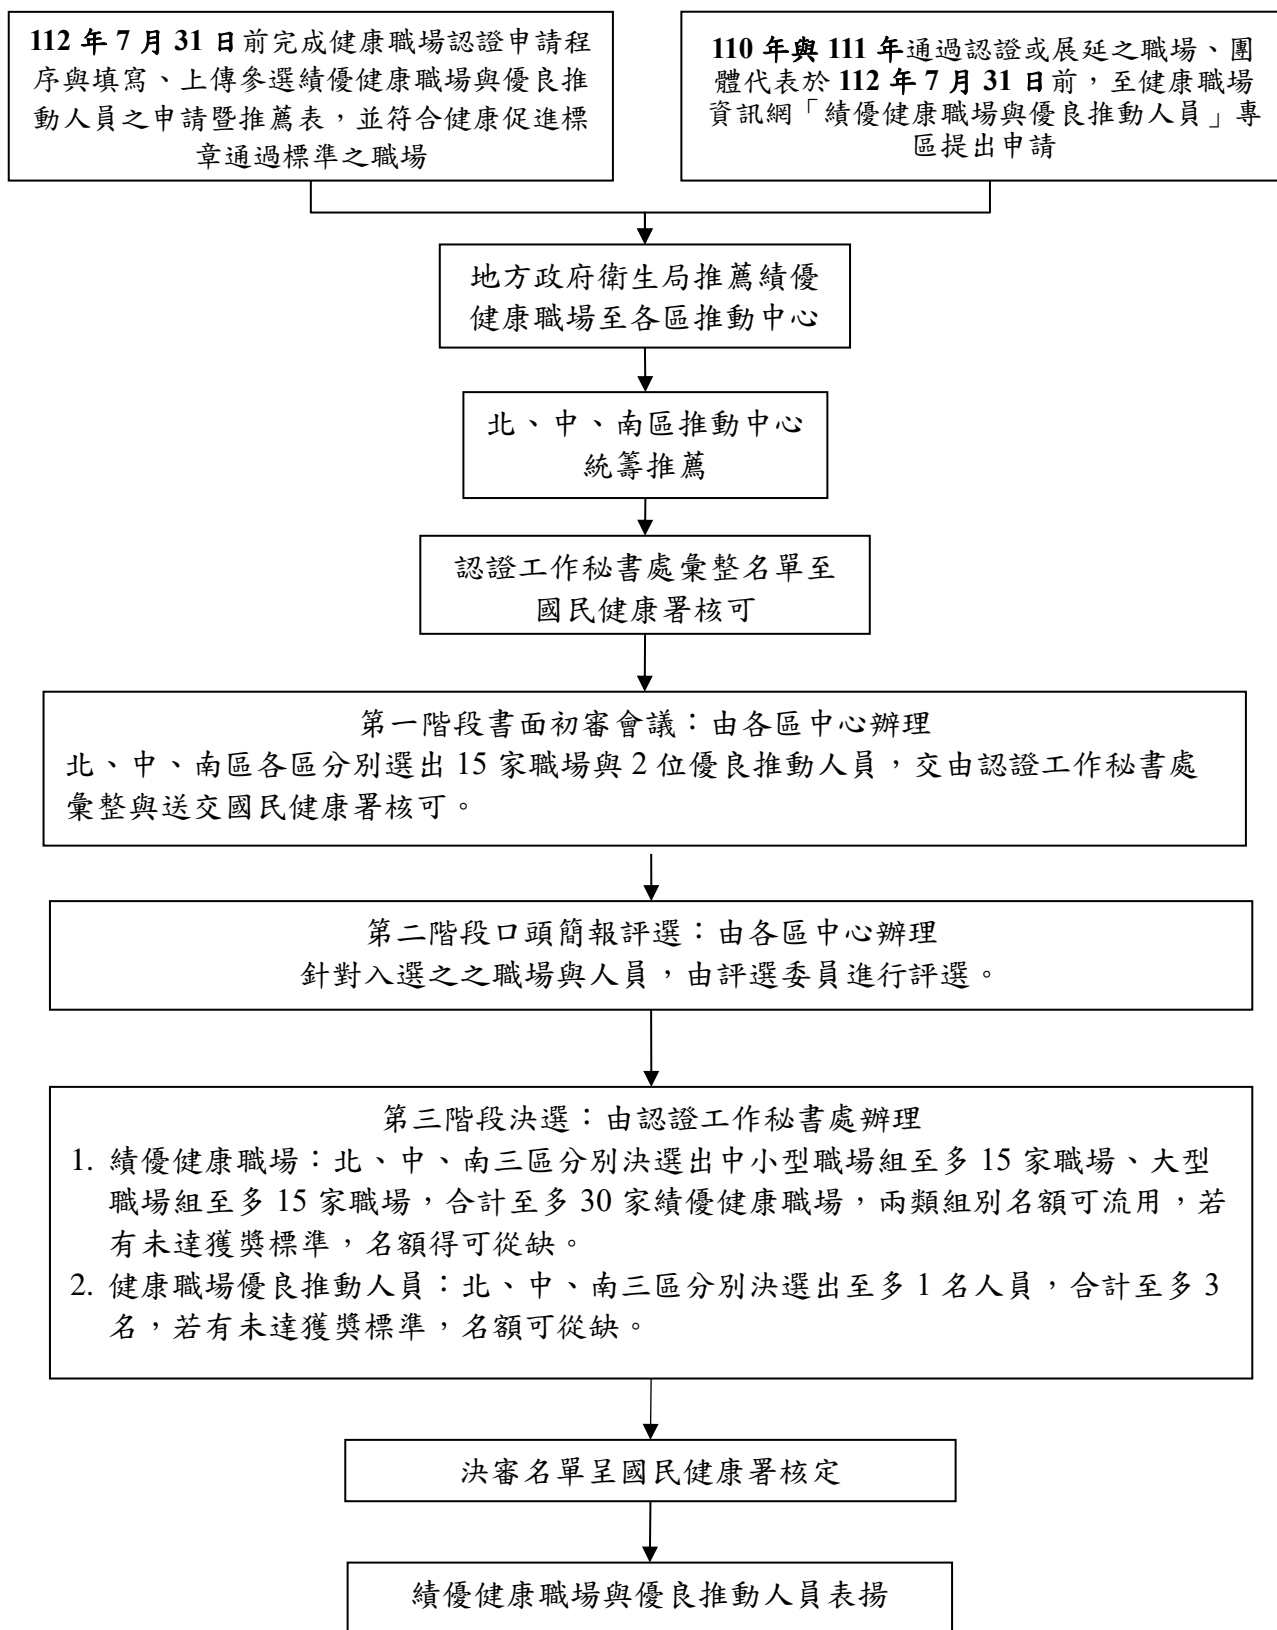 112 年 7 月 31 日前完成健康職場認證申請程
序與填寫、上傳參選績優健康職場與優良推
動人員之申請暨推薦表，並符合健康促進標
章通過標準之職場
110 年與 111 年通過認證或展延之職場、團
體代表於 112 年 7 月 31 日前，至健康職場
資訊網「績優健康職場與優良推動人員」專
區提出申請
地方政府衛生局推薦績優
健康職場至各區推動中心
北、中、南區推動中心
統籌推薦
認證工作秘書處彙整名單至
國民健康署核可
第一階段書面初審會議：由各區中心辦理
北、中、南區各區分別選出 15 家職場與 2 位優良推動人員，交由認證工作秘書處
彙整與送交國民健康署核可。
第二階段口頭簡報評選：由各區中心辦理
針對入選之之職場與人員，由評選委員進行評選。
第三階段決選：由認證工作秘書處辦理
1. 績優健康職場：北、中、南三區分別決選出中小型職場組至多 15 家職場、大型
職場組至多 15 家職場，合計至多 30 家績優健康職場，兩類組別名額可流用，若
有未達獲獎標準，名額得可從缺。
2. 健康職場優良推動人員：北、中、南三區分別決選出至多 1 名人員，合計至多 3
名，若有未達獲獎標準，名額可從缺。
決審名單呈國民健康署核定
績優健康職場與優良推動人員表揚